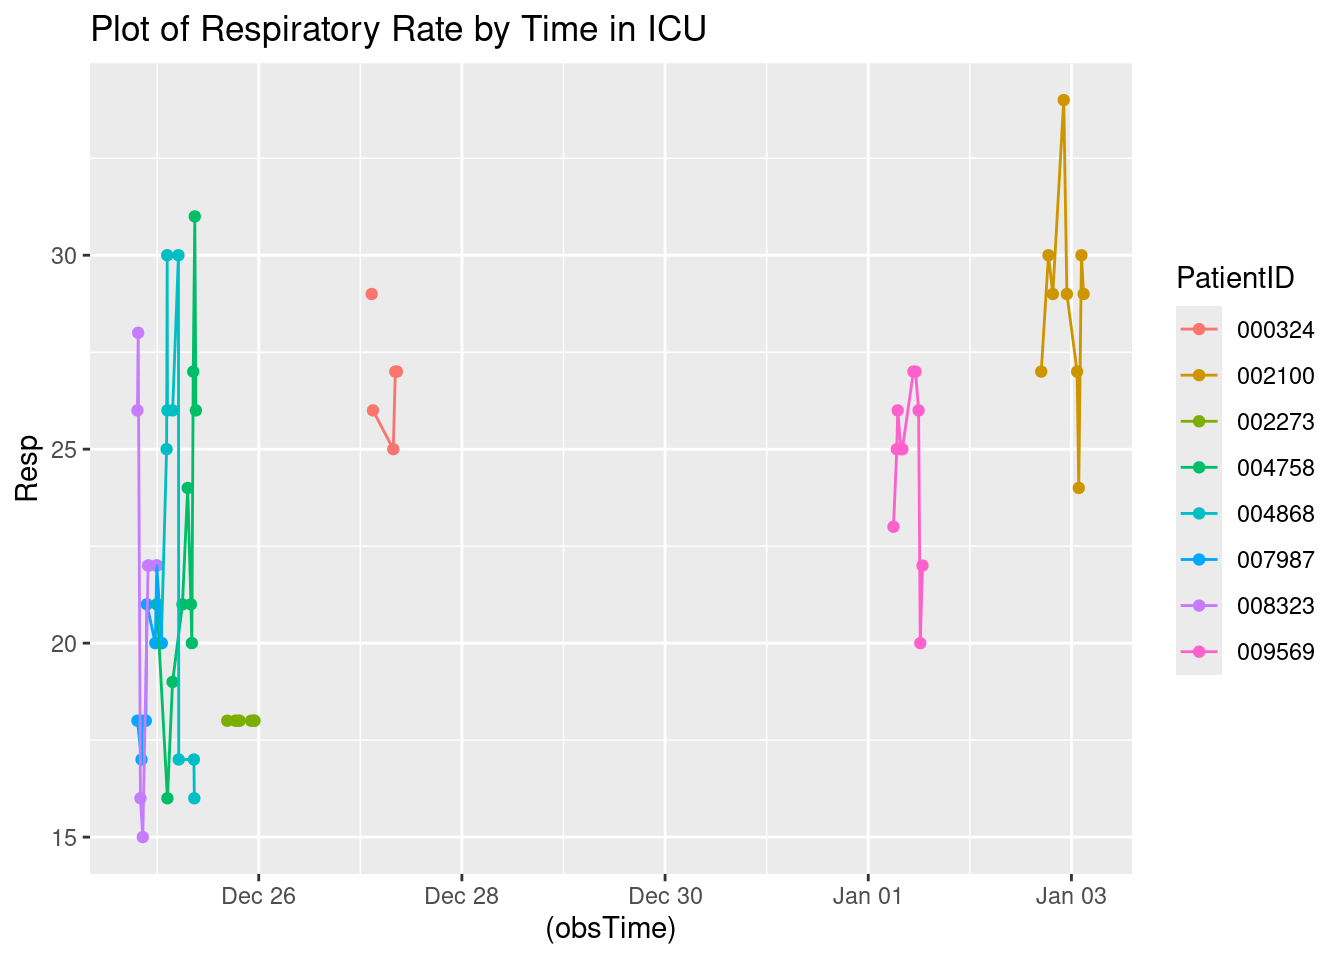 Plot of Respiratory Rate by Time in ICU
Resp
30
25
20
15
Dec 26
Dec 28
Dec 30
Jan 01
Jan 03
(obsTime)
PatientID
000324
002100
002273
004758
004868
007987
008323
009569